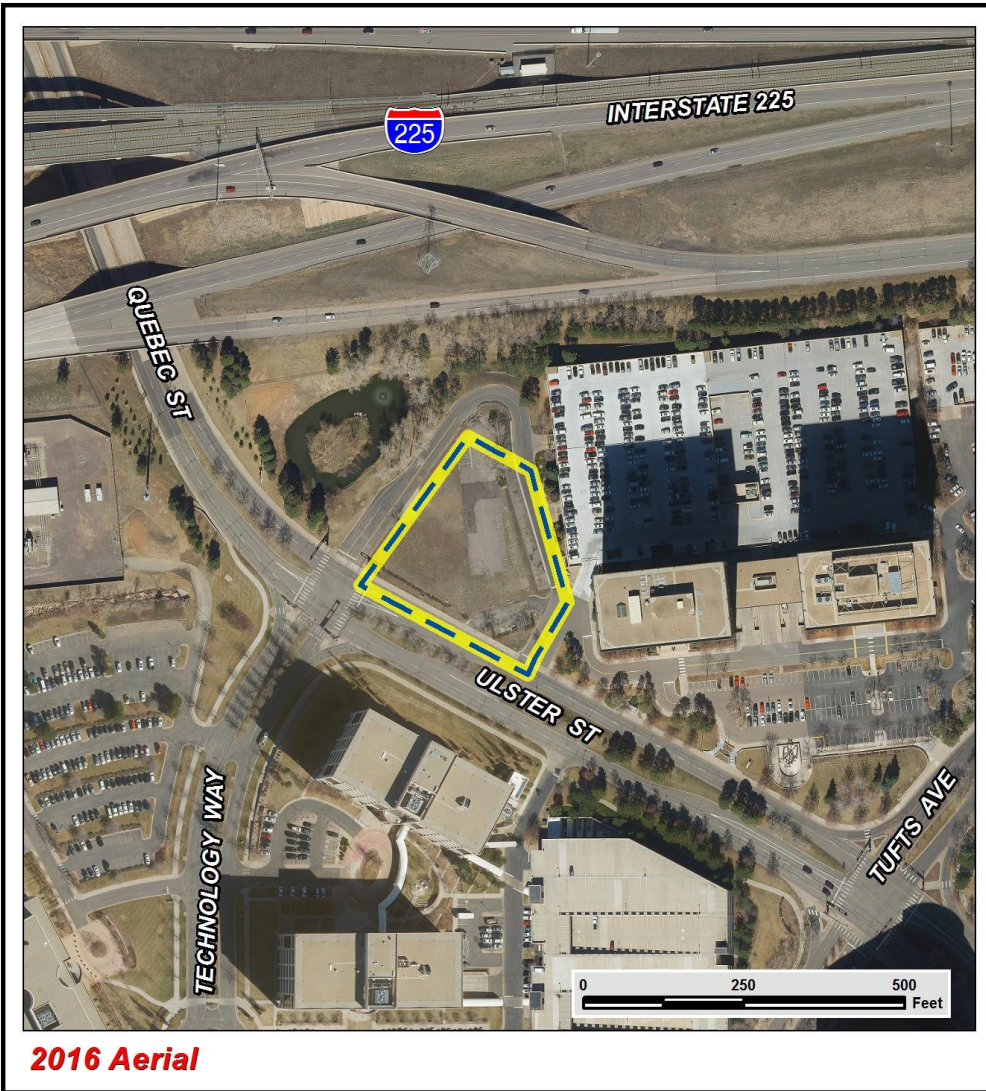 INTERSTATE 225
225
QUEBEC ST
ULSTER ST
TUFTS AVE
TECHNOLOGY WAY
0 250 500
Feet
2016 Aerial